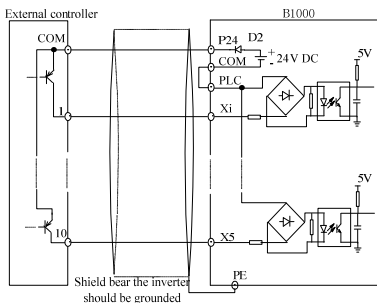 External controller
B1000
COM
P24
D2
+
-
24V DC
COM
PLC
5V
1
Xi
5V
10
X5
PE
Shield bear the inverter
should be grounded